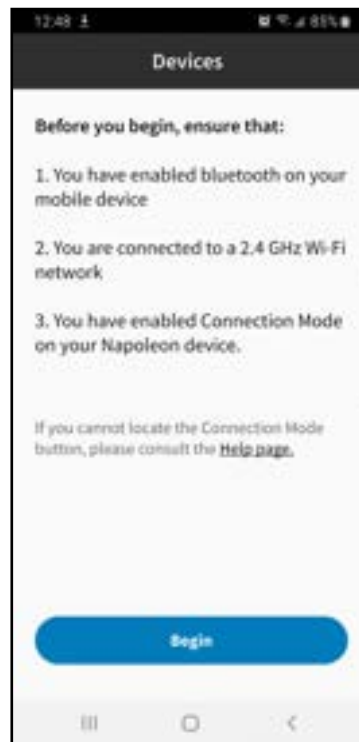 12:48
85%
Devices
Before you begin, ensure that:
1. You have enabled bluetooth on your
mobile device
2. You are connected to a 2.4 GHz Wi-Fi
network
3. You have enabled Connection Mode
on your Napoleon device.
If you cannot locate the Connection Mode
button, please consult the Help page.
Begin